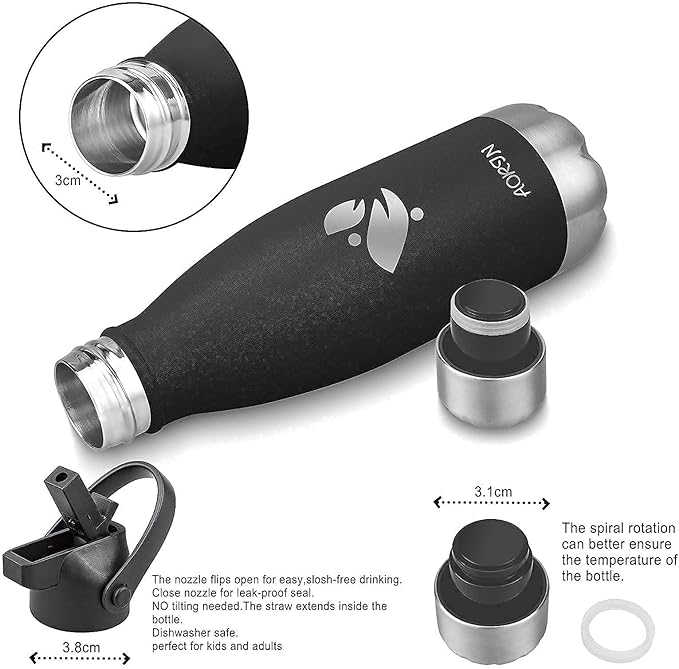 3cm
AOKSIN
3.1cm
The spiral rotation
can better ensure
the temperature of
the bottle.
The nozzle flips open for easy,slosh-free drinking.
Close nozzle for leak-proof seal.
NO tilting needed.The straw extends inside the
bottle.
Dishwasher safe.
perfect for kids and adults
3.8cm